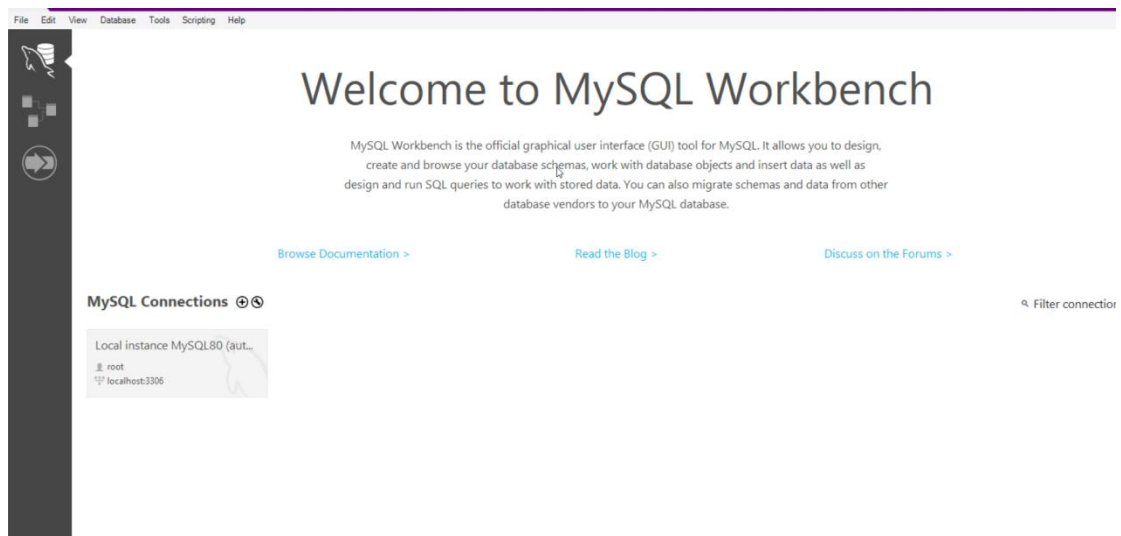 File Edit View Database Tools Scripting Help
Welcome to MySQL Workbench
MySQL Workbench is the official graphical user interface (GUI) tool for MySQL. It allows you to design,
create and browse your database schemas, work with database objects and insert data as well as
design and run SQL queries to work with stored data. You can also migrate schemas and data from other
database vendors to your MySQL database.
Browse Documentation > Read the Blog > Discuss on the Forums >
MySQL Connections Filter connection
Local instance MySQL80 (aut...
root
localhost:3306